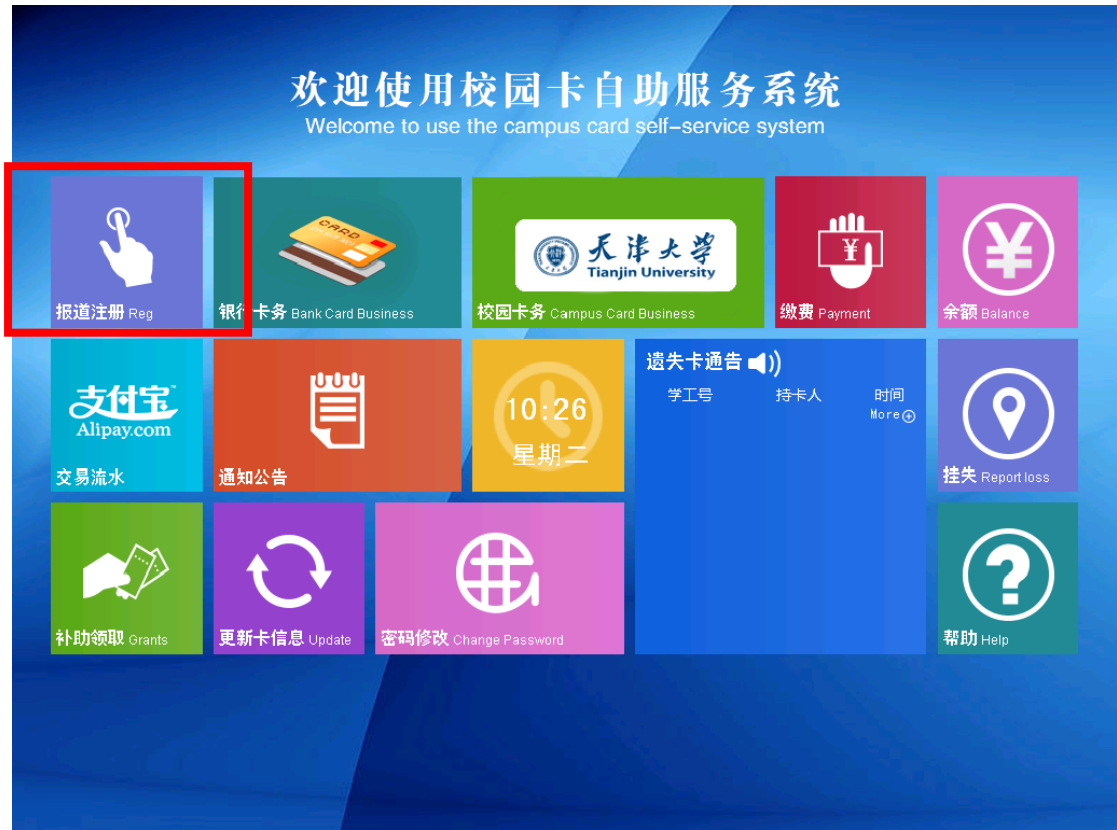 欢迎使用校园卡自助服务系统
Welcome to use the campus card self-service system
CARD
天津大学
Tianjin University
报道注册 Reg
银行卡务 Bank Card Business
校园卡务 Campus Card Business
缴费 Payment
余额 Balance
支付宝
Alipay.com
交易流水
通知公告
10:26
星期二
遗失卡通告
学工号 持卡人 时间
More
挂失 Report loss
补助领取 Grants
更新卡信息 Update
密码修改 Change Password
帮助 Help